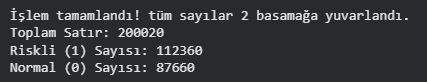 İşlem tamamlandı! tüm sayılar 2 basamağa yuvarlandı.
Toplam Satır: 200020
Riskli (1) Sayısı: 112360
Normal (0) Sayısı: 87660